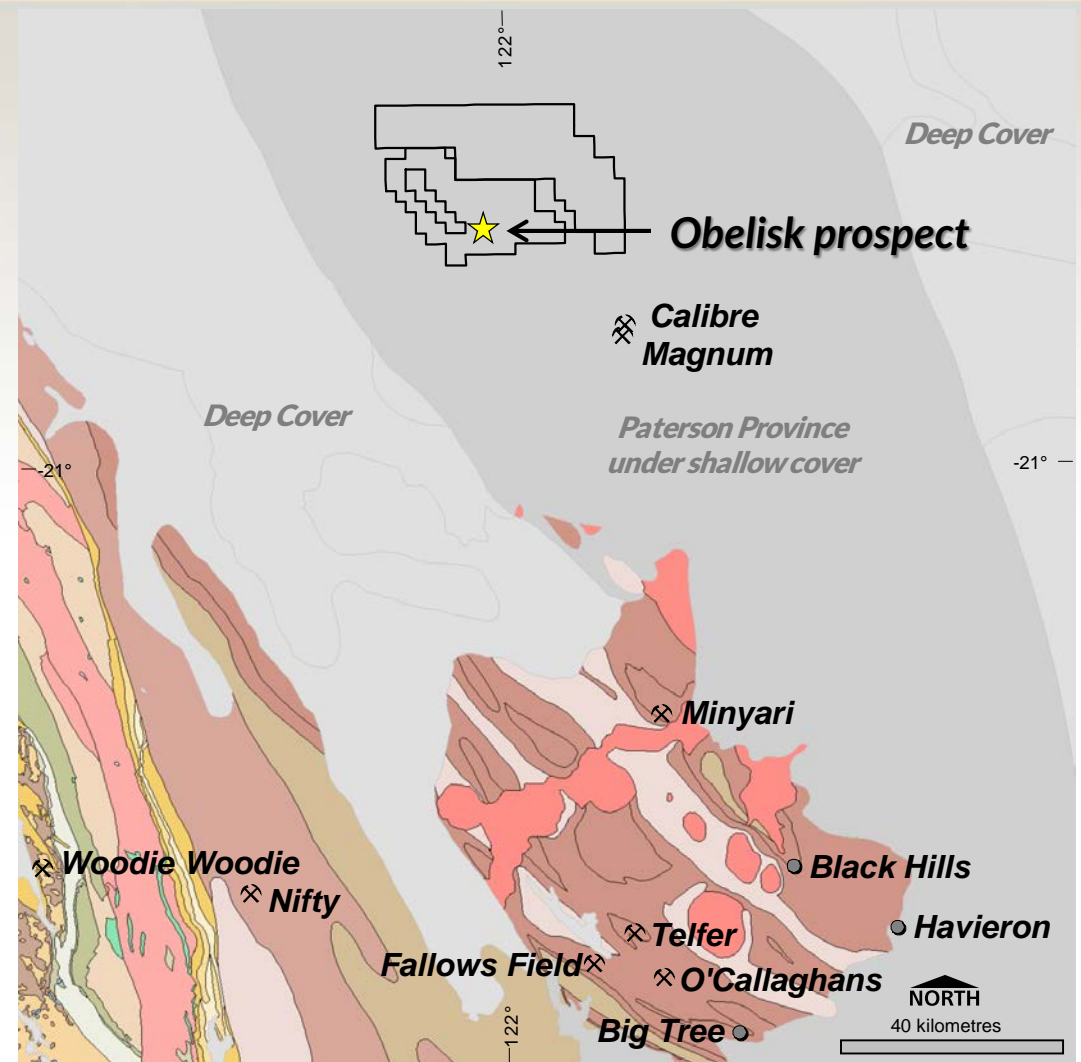 122°
Deep Cover
Obelisk prospect
Calibre
Magnum
Deep Cover
Paterson Province
under shallow cover
-21°
-21°
Minyari
Woodie Woodie
Nifty
Black Hills
Telfer
Havieron
Fallows Field
O'Callaghans
NORTH
40 kilometres
Big Tree
122°